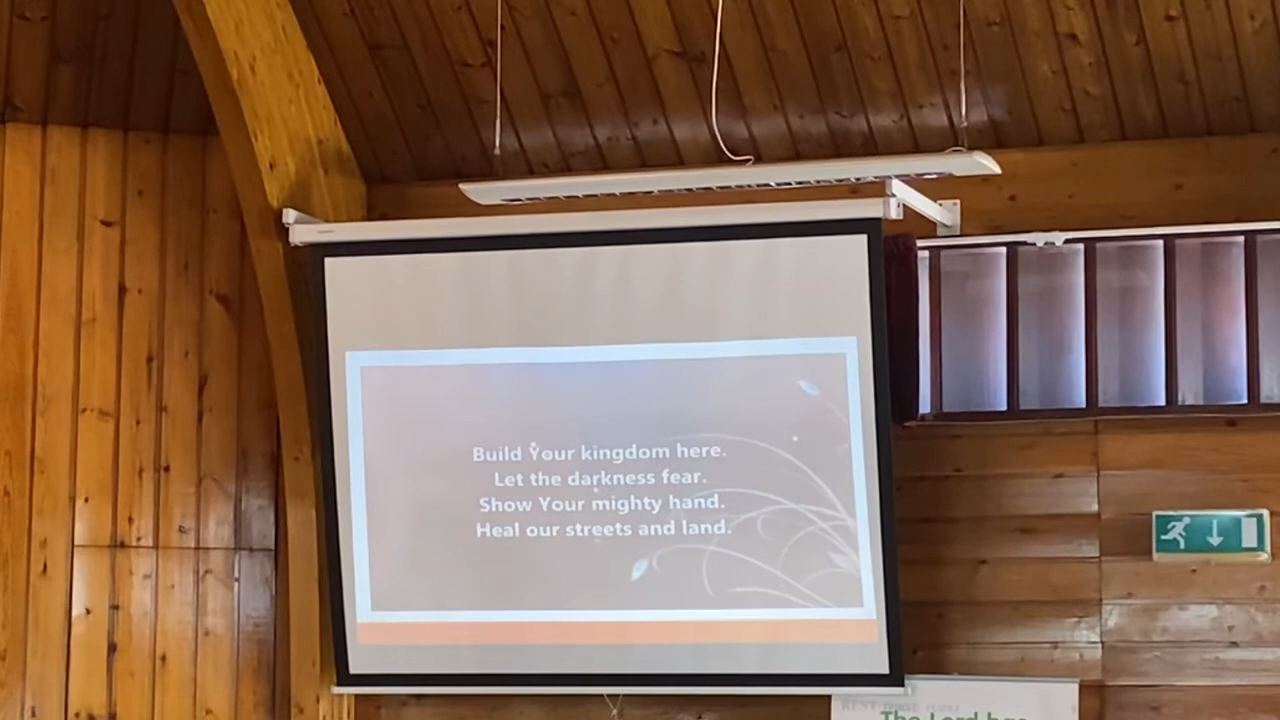 Build Your kingdom here.
Let the darkness fear.
Show Your mighty hand.
Heal our streets and land.
REST
The Lord has